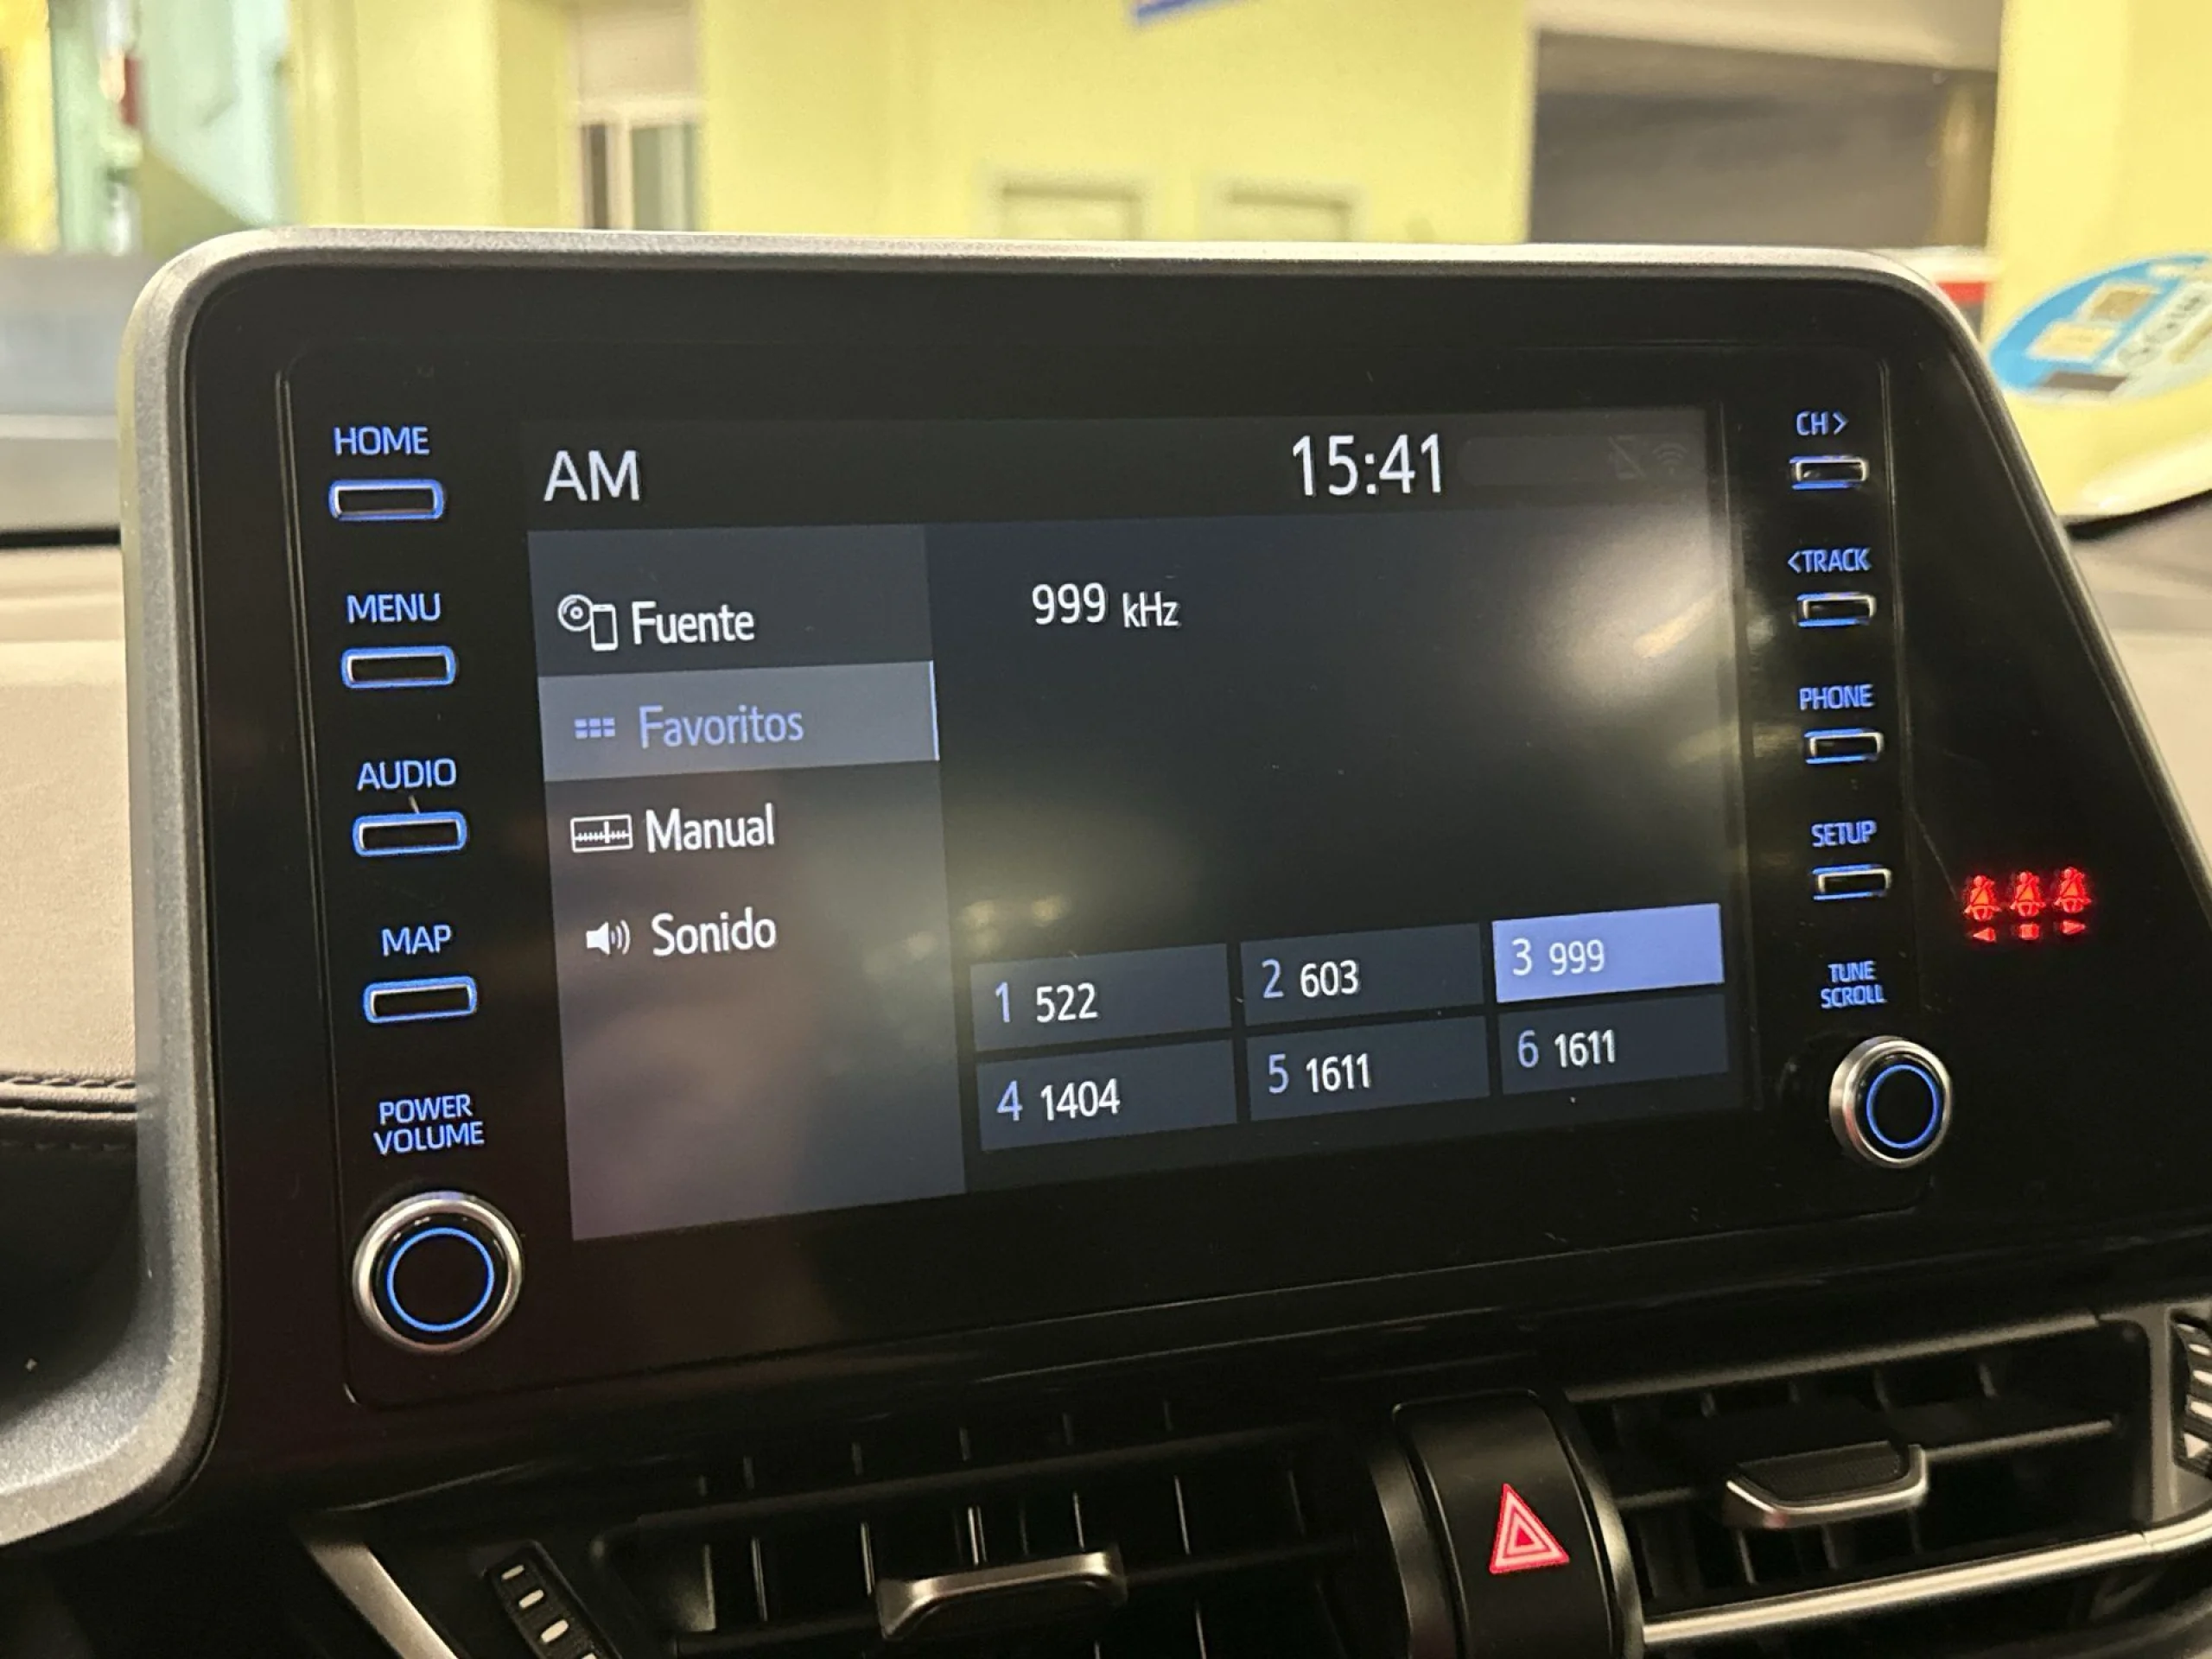 HOME
MENU
AUDIO
MAP
POWER
VOLUME
AM
15:41
Fuente
Favoritos
Manual
Sonido
999 kHz
1 522
2 603
3 999
4 1404
5 1611
6 1611
CH>
<TRACK
PHONE
SETUP
TUNE
SCROLL